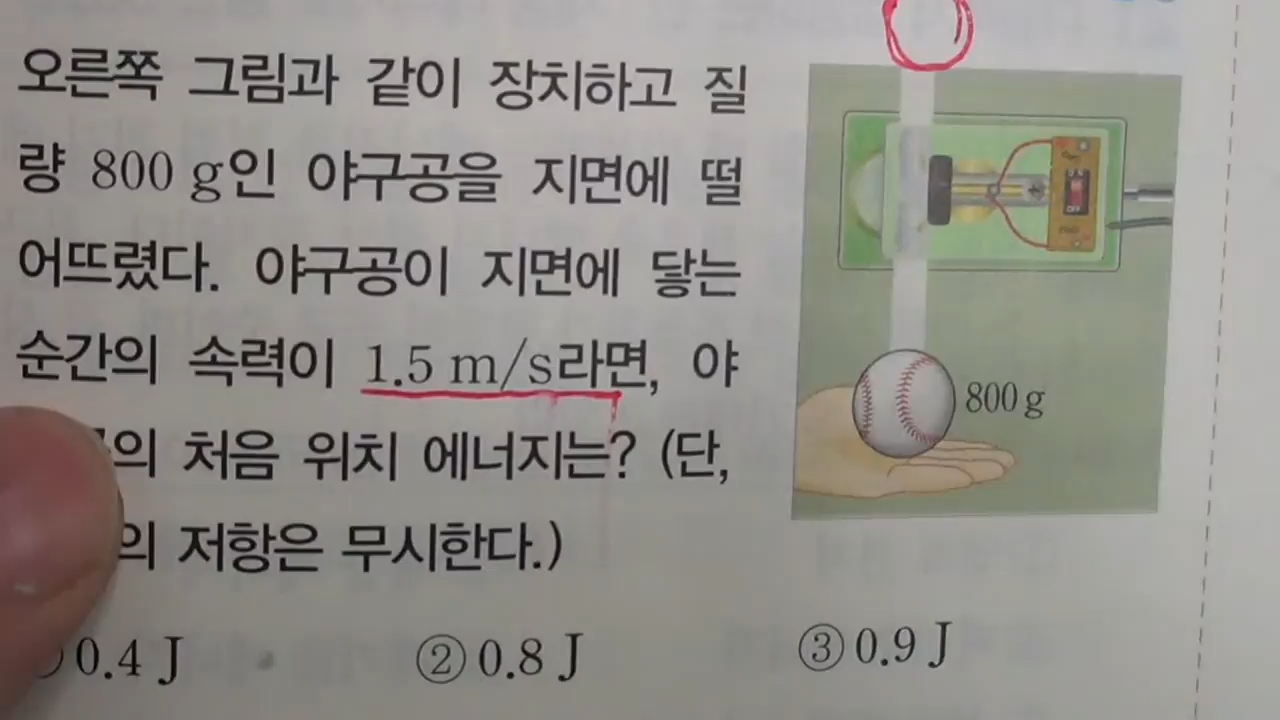 오른쪽 그림과 같이 장치하고 질
량 800 g인 야구공을 지면에 떨
어뜨렸다. 야구공이 지면에 닿는
순간의 속력이 1.5 m/s라면, 야
처음 위치 에너지는? (단,
저항은 무시한다.)
800 g
0.4 J ② 0.8 J ③ 0.9 J